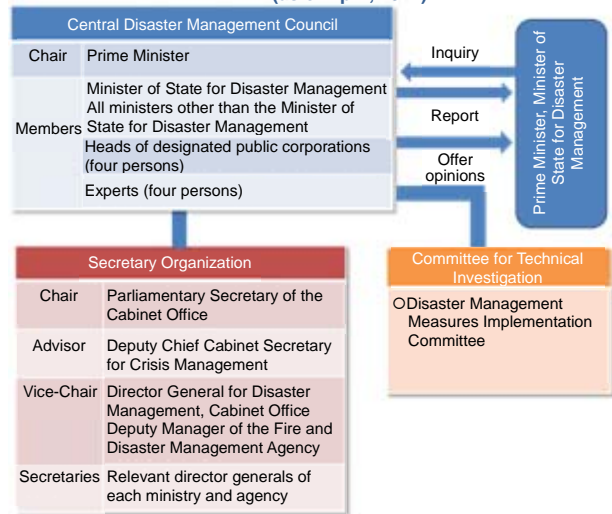 Central Disaster Management Council
Chair Prime Minister
Members
Minister of State for Disaster Management
All ministers other than the Minister of
State for Disaster Management
Heads of designated public corporations
(four persons)
Experts (four persons)
Inquiry
Report
Offer
opinions
Prime Minister, Minister of
State for Disaster
Management
Secretary Organization
Chair Parliamentary Secretary of the
Cabinet Office
Advisor Deputy Chief Cabinet Secretary
for Crisis Management
Vice-Chair Director General for Disaster
Management, Cabinet Office
Deputy Manager of the Fire and
Disaster Management Agency
Secretaries Relevant director generals of
each ministry and agency
Committee for Technical
Investigation
○Disaster Management
Measures Implementation
Committee